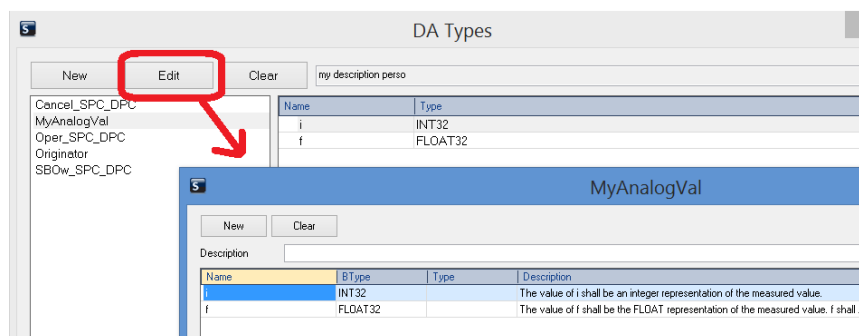 S
DA Types
New Edit Clear my description perso
Cancel_SPC_DPC
MyAnalogVal
Oper_SPC_DPC
Originator
SBOw_SPC_DPC
Name Type
i INT32
f FLOAT32
S
MyAnalogVal
New Clear
Description
Name BType Type Description
i INT32 The value of i shall be an integer representation of the measured value.
f FLOAT32 The value of f shall be the FLOAT representation of the measured value. f shall